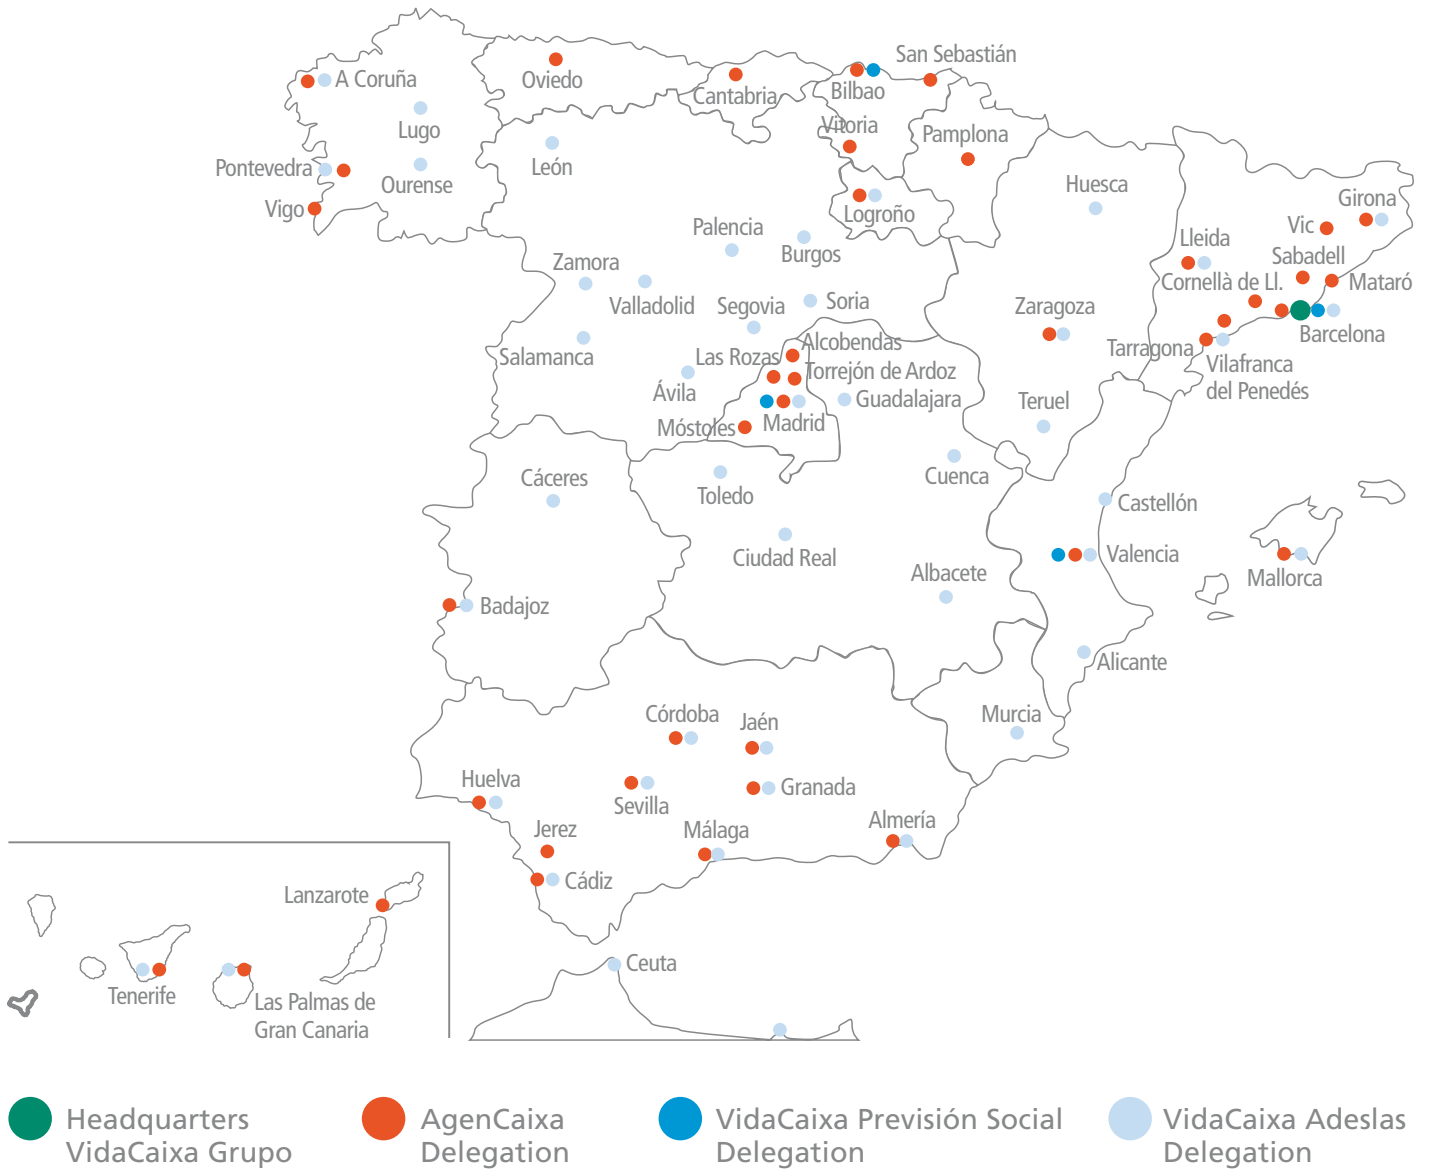 San Sebastián
A Coruña
Oviedo
Cantabria
Bilbao
Lugo
Vitoria
Pamplona
Pontevedra
León
Ourense
Huesca
Vigo
Logroño
Girona
Palencia
Vic
Burgos
Lleida
Sabadell
Zamora
Cornellà de Ll.
Mataró
Valladolid
Segovia
Soria
Zaragoza
Barcelona
Salamanca
Las Rozas
Alcobendas
Tarragona
Vilafranca
del Penedés
Torrejón de Ardoz
Ávila
Guadalajara
Teruel
Móstoles
Madrid
Cáceres
Toledo
Cuenca
Castellón
Ciudad Real
Valencia
Albacete
Mallorca
Badajoz
Alicante
Córdoba
Jaén
Murcia
Huelva
Sevilla
Granada
Jerez
Málaga
Almería
Cádiz
Lanzarote
Ceuta
Tenerife
Las Palmas de
Gran Canaria
Headquarters
VidaCaixa Grupo
AgenCaixa
Delegation
VidaCaixa Previsión Social
Delegation
VidaCaixa Adeslas
Delegation